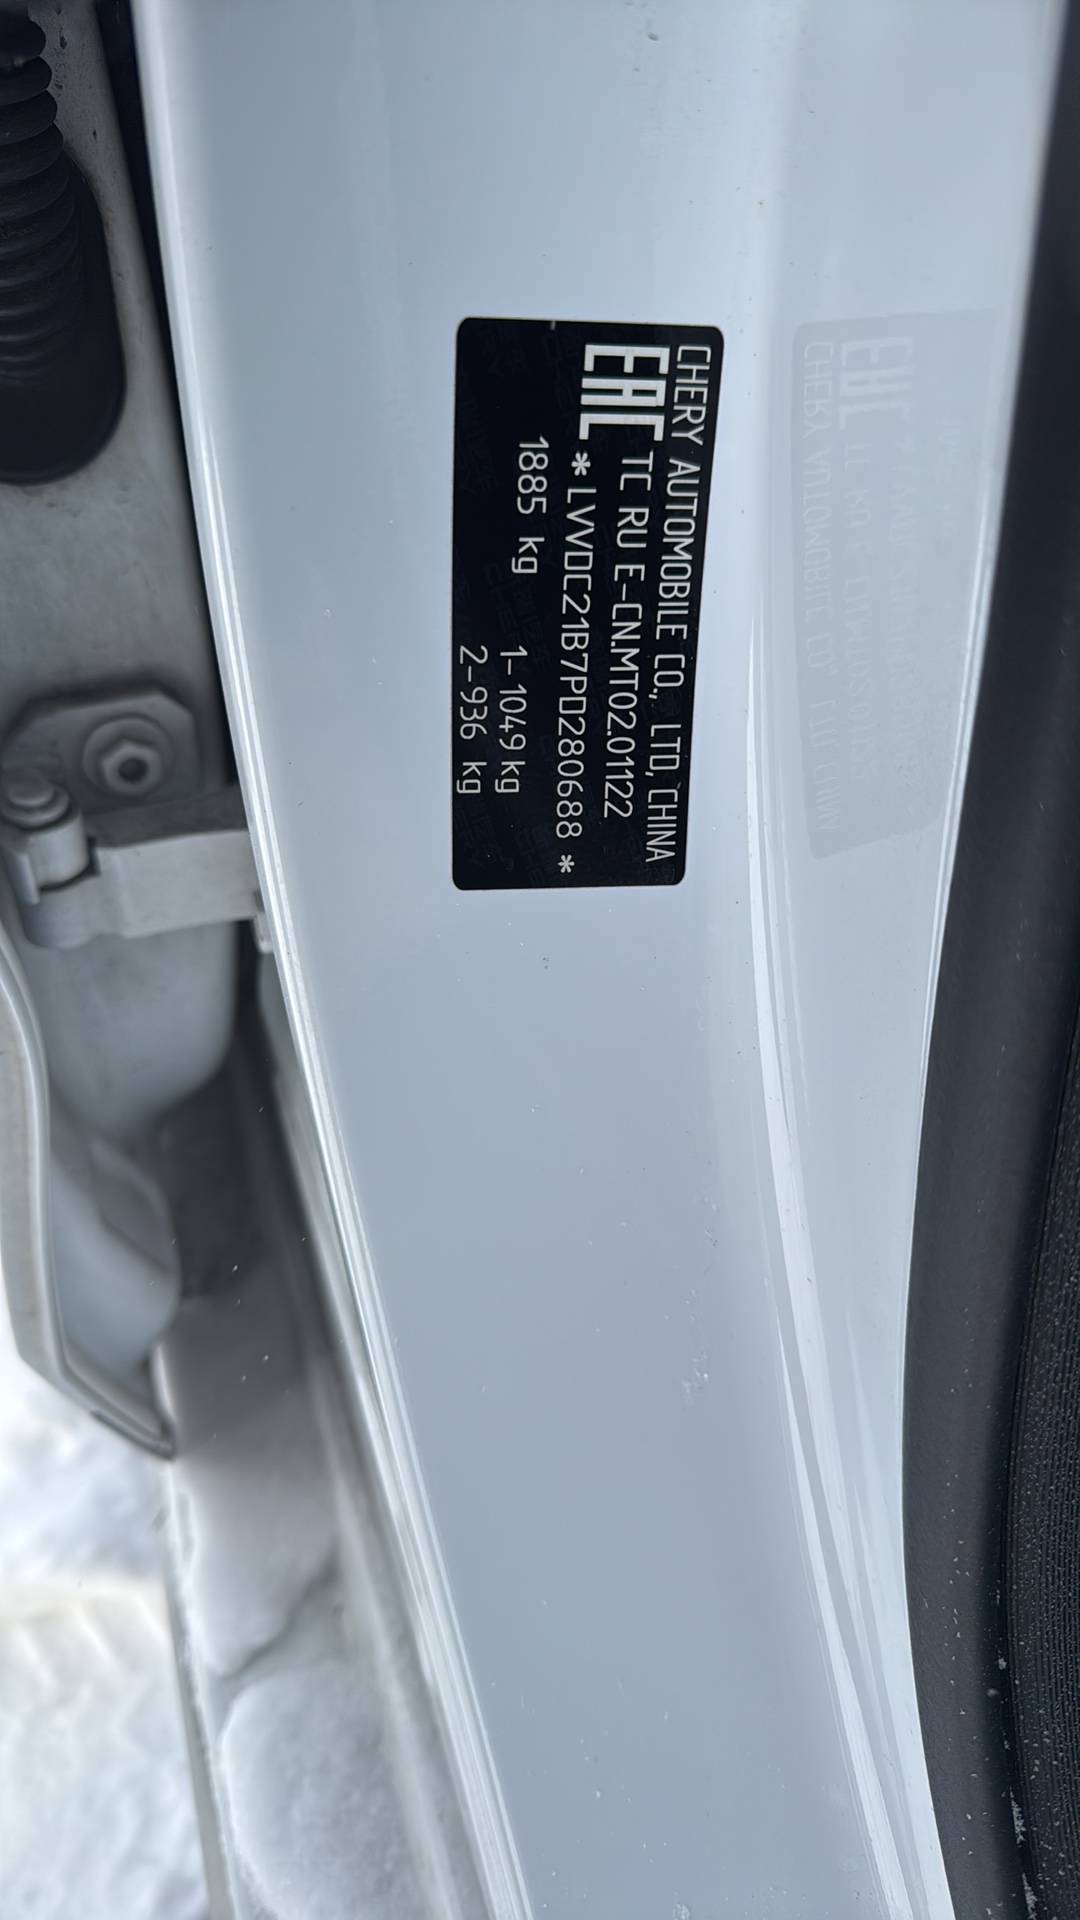 CHERY AUTOMOBILE CO., LTD, CHINA
EAC TC RU E-CN.MT02.01122
*LVVDC21B7PD280688*
1885 kg
1-1049 kg
2-936 kg